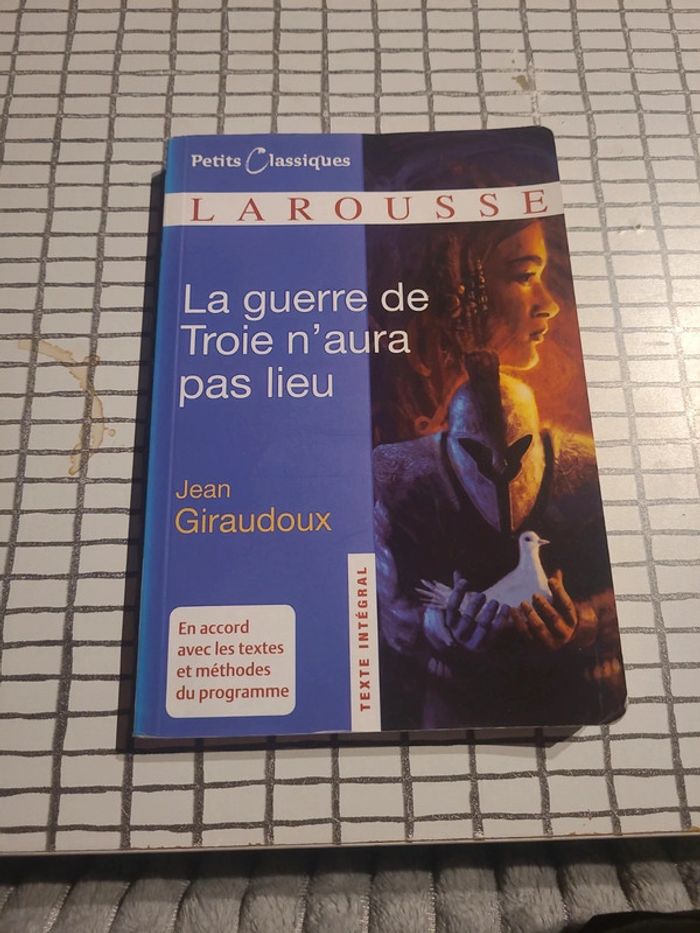 Petits Classiques
LAROUSSE
La guerre de
Troie n'aura
pas lieu
Jean
Giraudoux
En accord
avec les textes
et méthodes
du programme
TEXTE INTÉGRAL